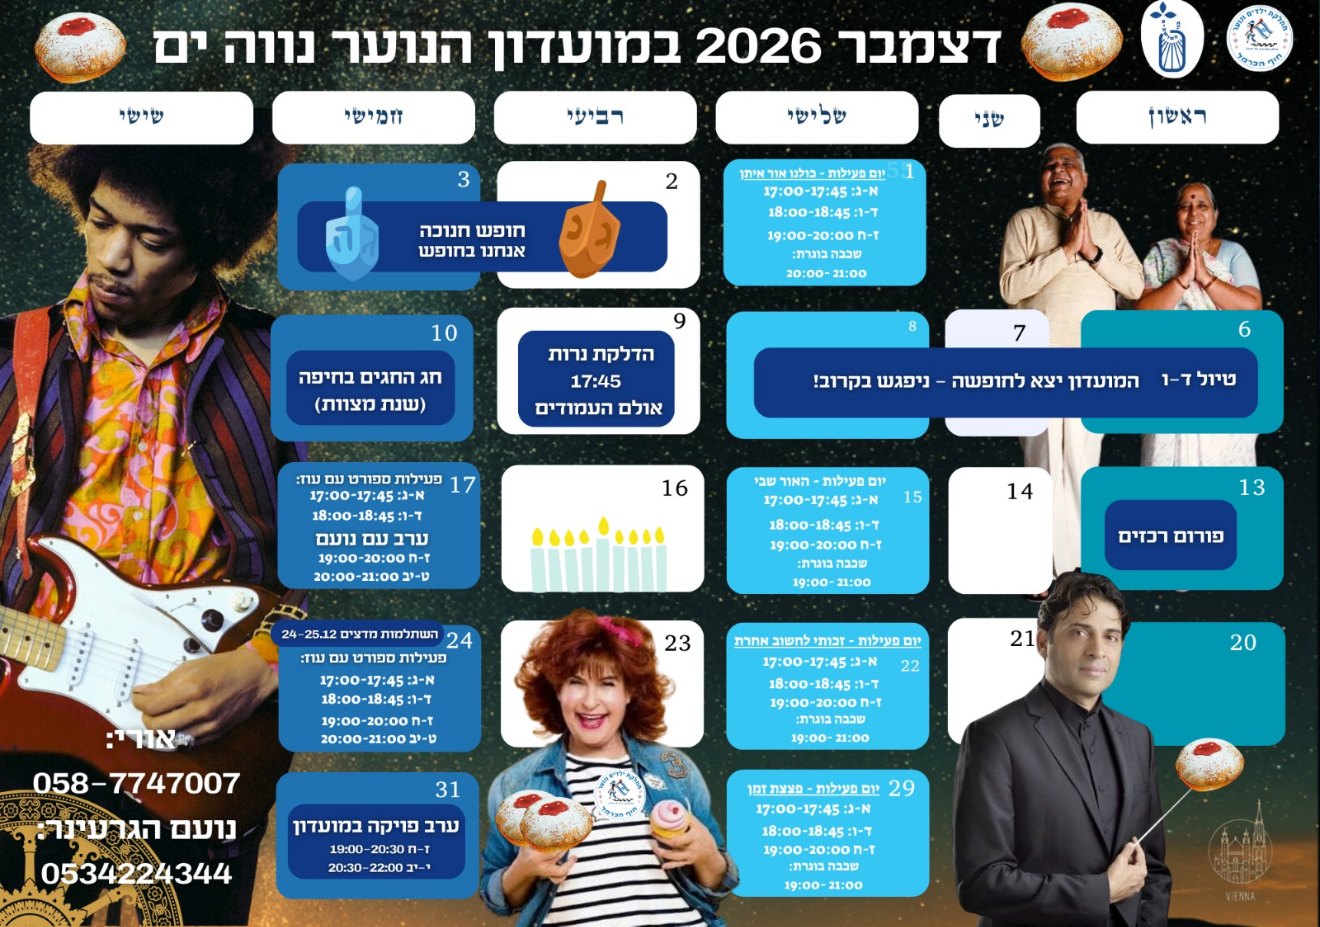 דצמבר 2026 במועדון הנוער נווה ים
ראשון
שני
שלישי
רביעי
חמישי
שישי
1
יום פעילות - כולנו אור איתן
א-ג: 17:00-17:45
ד-ו: 18:00-18:45
ז-ח 19:00-20:00
שכבה בוגרת:
20:00- 21:00
2
3
חופש חנוכה
אנחנו בחופש
6
7
8
טיול ד-ו
המועדון יצא לחופשה - ניפגש בקרוב!
9
הדלקת נרות
17:45
אולם העמודים
10
חג החגים בחיפה
(שנת מצוות)
13
פורום רכזים
14
15
יום פעילות - האור שבי
א-ג: 17:00-17:45
ד-ו: 18:00-18:45
ז-ח 19:00-20:00
שכבה בוגרת:
19:00- 21:00
16
17
פעילות ספורט עם עוז:
א-ג: 17:00-17:45
ד-ו: 18:00-18:45
ערב עם נועם
ז-ח 19:00-20:00
ט-יב 20:00-21:00
20
21
22
יום פעילות - זכותי לחשוב אחרת
א-ג: 17:00-17:45
ד-ו: 18:00-18:45
ז-ח 19:00-20:00
שכבה בוגרת:
19:00- 21:00
23
24
השתלמות מדצים 24-25.12
פעילות ספורט עם עוז:
א-ג: 17:00-17:45
ד-ו: 18:00-18:45
ז-ח 19:00-20:00
ט-יב 20:00-21:00
29
יום פעילות - פצצת זמן
א-ג: 17:00-17:45
ד-ו: 18:00-18:45
ז-ח 19:00-20:00
שכבה בוגרת:
19:00- 21:00
31
ערב פויקה במועדון
ז-ח 19:00-20:30
י-יב 20:30-22:00
אורי:
058-7747007
נועם הגרעינר:
0534224344
מחלקת ילדים ונוער
חוף הכרמל
VIENNA